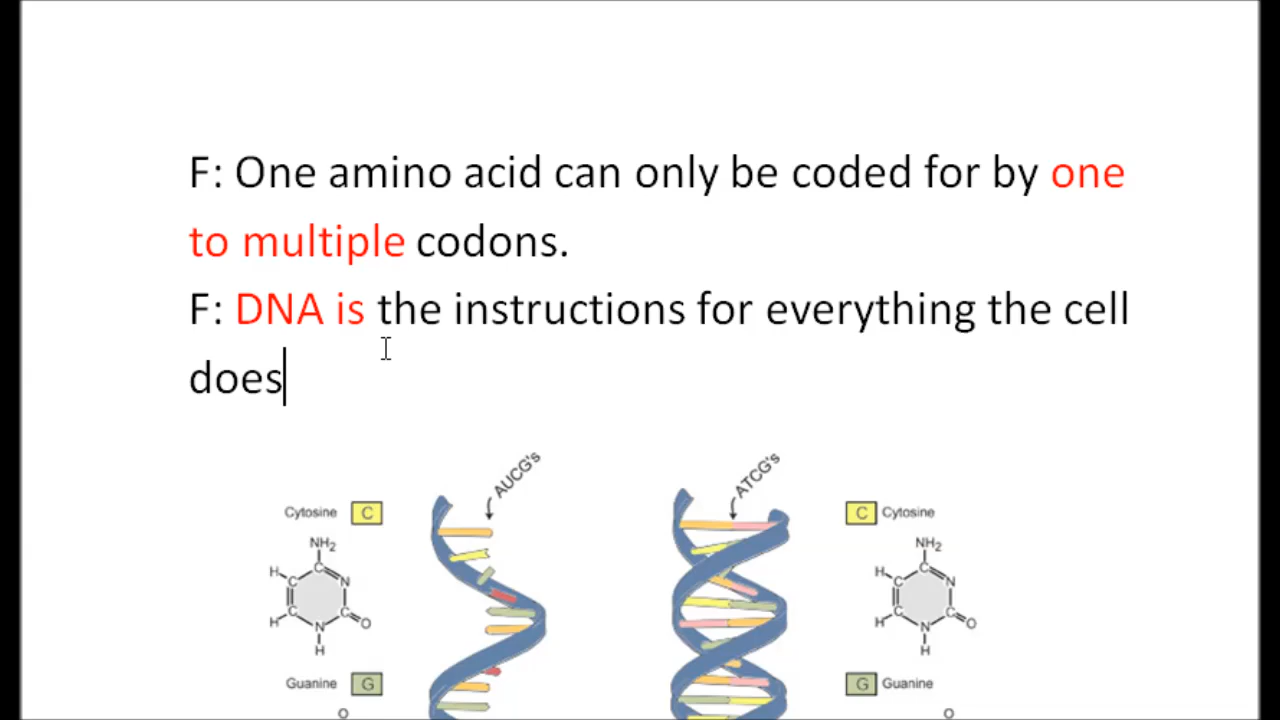 F: One amino acid can only be coded for by one
to multiple codons.
F: DNA is the instructions for everything the cell
does
AUCG's
ATCG's
Cytosine C
C Cytosine
NH2
NH2
H C N
H C N
H C C O
H C C O
N
N
H
H
Guanine G
G Guanine
O
O